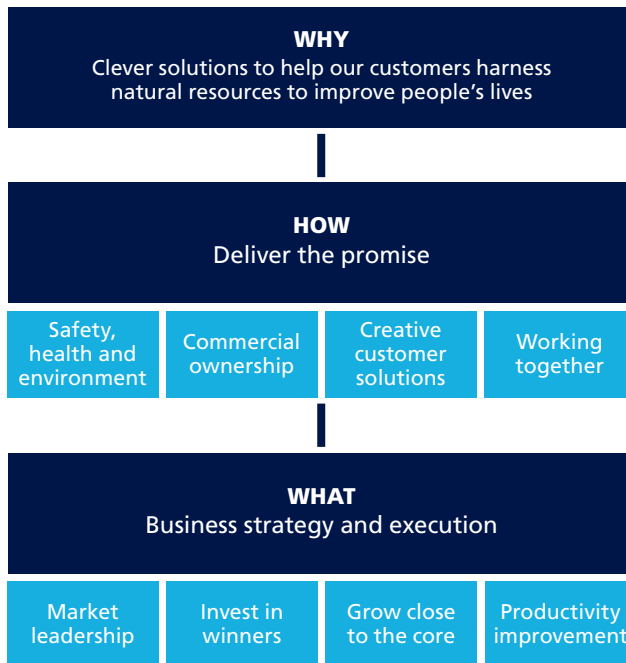 WHY
Clever solutions to help our customers harness
natural resources to improve people's lives
HOW
Deliver the promise
Safety,
health and
environment
Commercial
ownership
Creative
customer
solutions
Working
together
WHAT
Business strategy and execution
Market
leadership
Invest in
winners
Grow close
to the core
Productivity
improvement